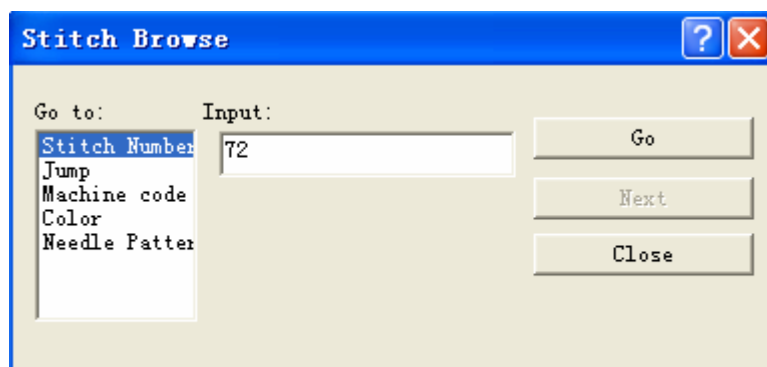 Stitch Browse
Go to:
Input:
Stitch Number
Jump
Machine code
Color
Needle Patter
72
Go
Next
Close